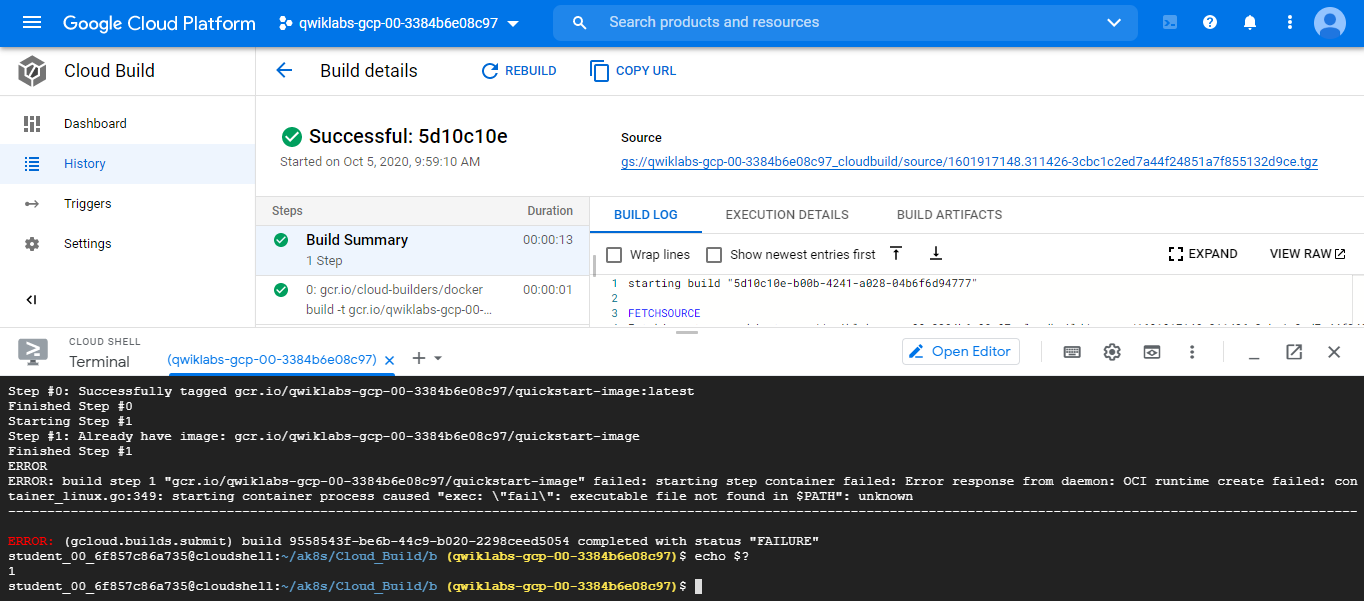 Google Cloud Platform
qwiklabs-gcp-00-3384b6e08c97
Search products and resources
Cloud Build
Build details
REBUILD
COPY URL
Dashboard
History
Triggers
Settings
Successful: 5d10c10e
Started on Oct 5, 2020, 9:59:10 AM
Source
gs://qwiklabs-gcp-00-3384b6e08c97_cloudbuild/source/1601917148.311426-3cbc1c2ed7a44f24851a7f855132d9ce.tgz
Steps Duration
Build Summary 00:00:13
1 Step
0: gcr.io/cloud-builders/docker 00:00:01
build -t gcr.io/qwiklabs-gcp-00-...
BUILD LOG EXECUTION DETAILS BUILD ARTIFACTS
Wrap lines Show newest entries first EXPAND VIEW RAW
1 starting build "5d10c10e-b00b-4241-a028-04b6f6d94777"
2
3 FETCHSOURCE
CLOUD SHELL
Terminal
(qwiklabs-gcp-00-3384b6e08c97)
Open Editor
Step #0: Successfully tagged gcr.io/qwiklabs-gcp-00-3384b6e08c97/quickstart-image:latest
Finished Step #0
Starting Step #1
Step #1: Already have image: gcr.io/qwiklabs-gcp-00-3384b6e08c97/quickstart-image
Finished Step #1
ERROR
ERROR: build step 1 "gcr.io/qwiklabs-gcp-00-3384b6e08c97/quickstart-image" failed: starting step container failed: Error response from daemon: OCI runtime create failed: con
tainer_linux.go:349: starting container process caused "exec: \"fail\": executable file not found in $PATH": unknown
--------------------------------------------------------------------------------
ERROR: (gcloud.builds.submit) build 9558543f-be6b-44c9-b020-2298ceed5054 completed with status "FAILURE"
student_00_6f857c86a735@cloudshell:~/ak8s/Cloud_Build/b (qwiklabs-gcp-00-3384b6e08c97)$ echo $?
1
student_00_6f857c86a735@cloudshell:~/ak8s/Cloud_Build/b (qwiklabs-gcp-00-3384b6e08c97)$